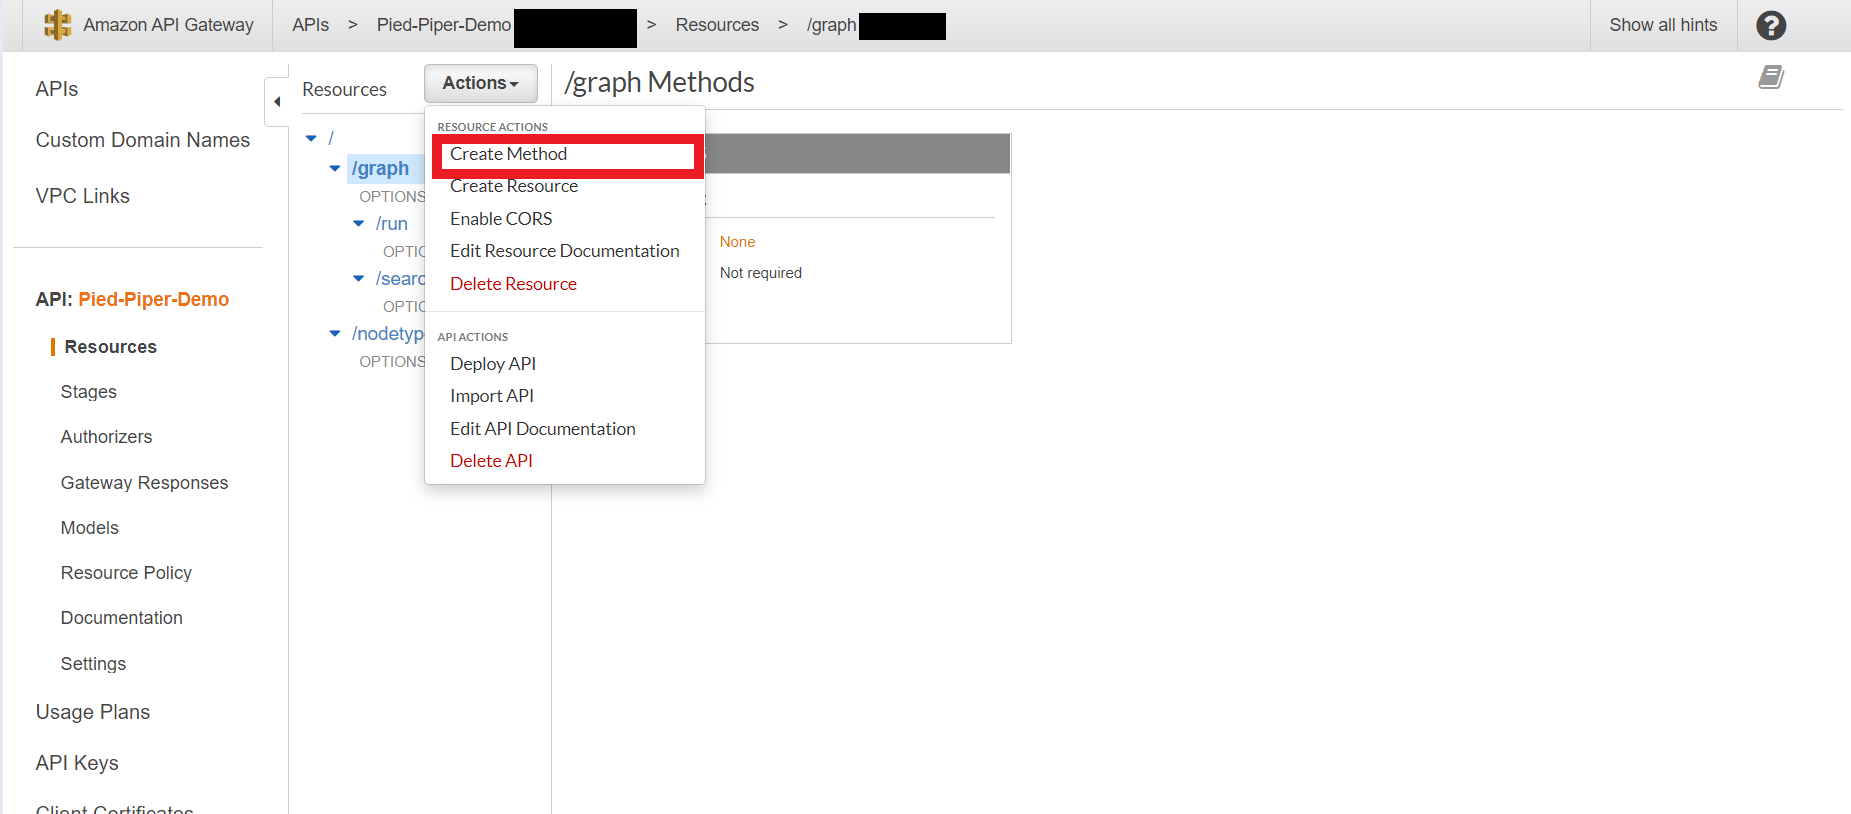 Amazon API Gateway
APIs > Pied-Piper-Demo > Resources > /graph
Show all hints
?
APIs
Custom Domain Names
VPC Links
API: Pied-Piper-Demo
Resources
Stages
Authorizers
Gateway Responses
Models
Resource Policy
Documentation
Settings
Usage Plans
API Keys
Client Certificates
Resources
Actions
/
/graph
OPTIONS
/run
OPTIO
/searc
OPTIO
/nodetyp
OPTIONS
RESOURCE ACTIONS
Create Method
Create Resource
Enable CORS
Edit Resource Documentation
Delete Resource
API ACTIONS
Deploy API
Import API
Edit API Documentation
Delete API
/graph Methods
None
Not required